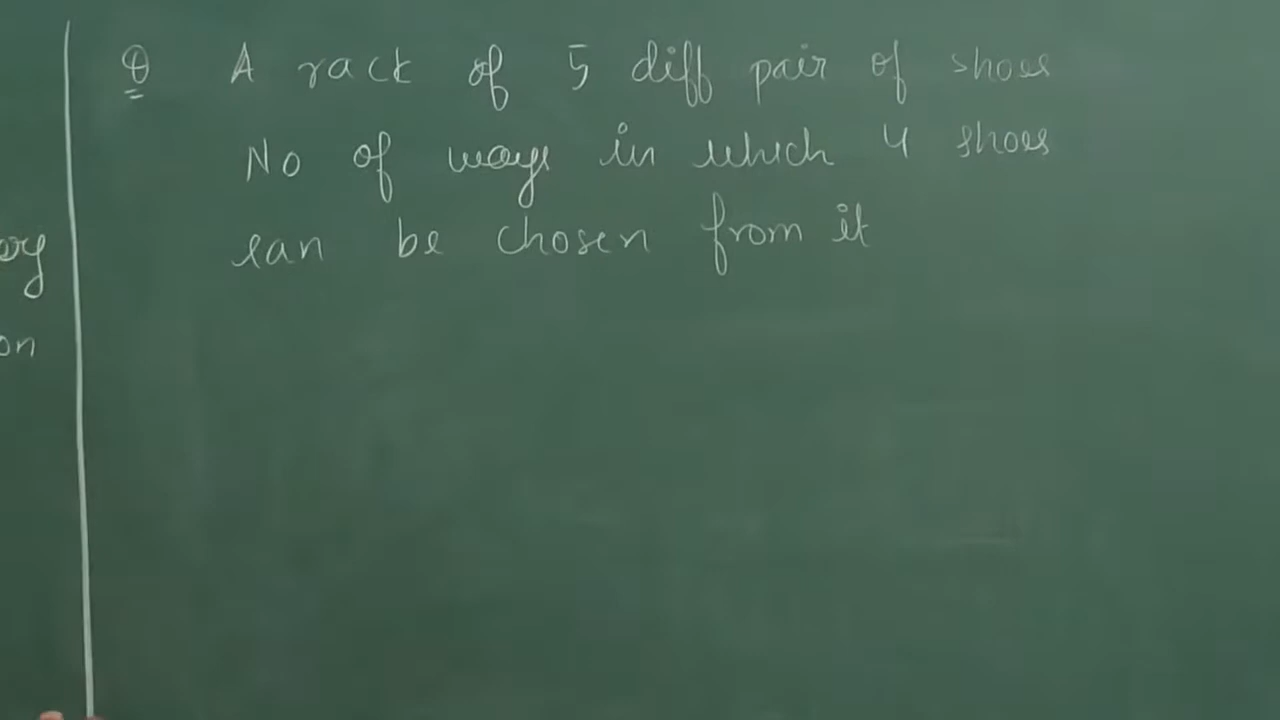 Q A rack of 5 diff pair of shoes
No of ways in which 4 shoes
can be chosen from it
on